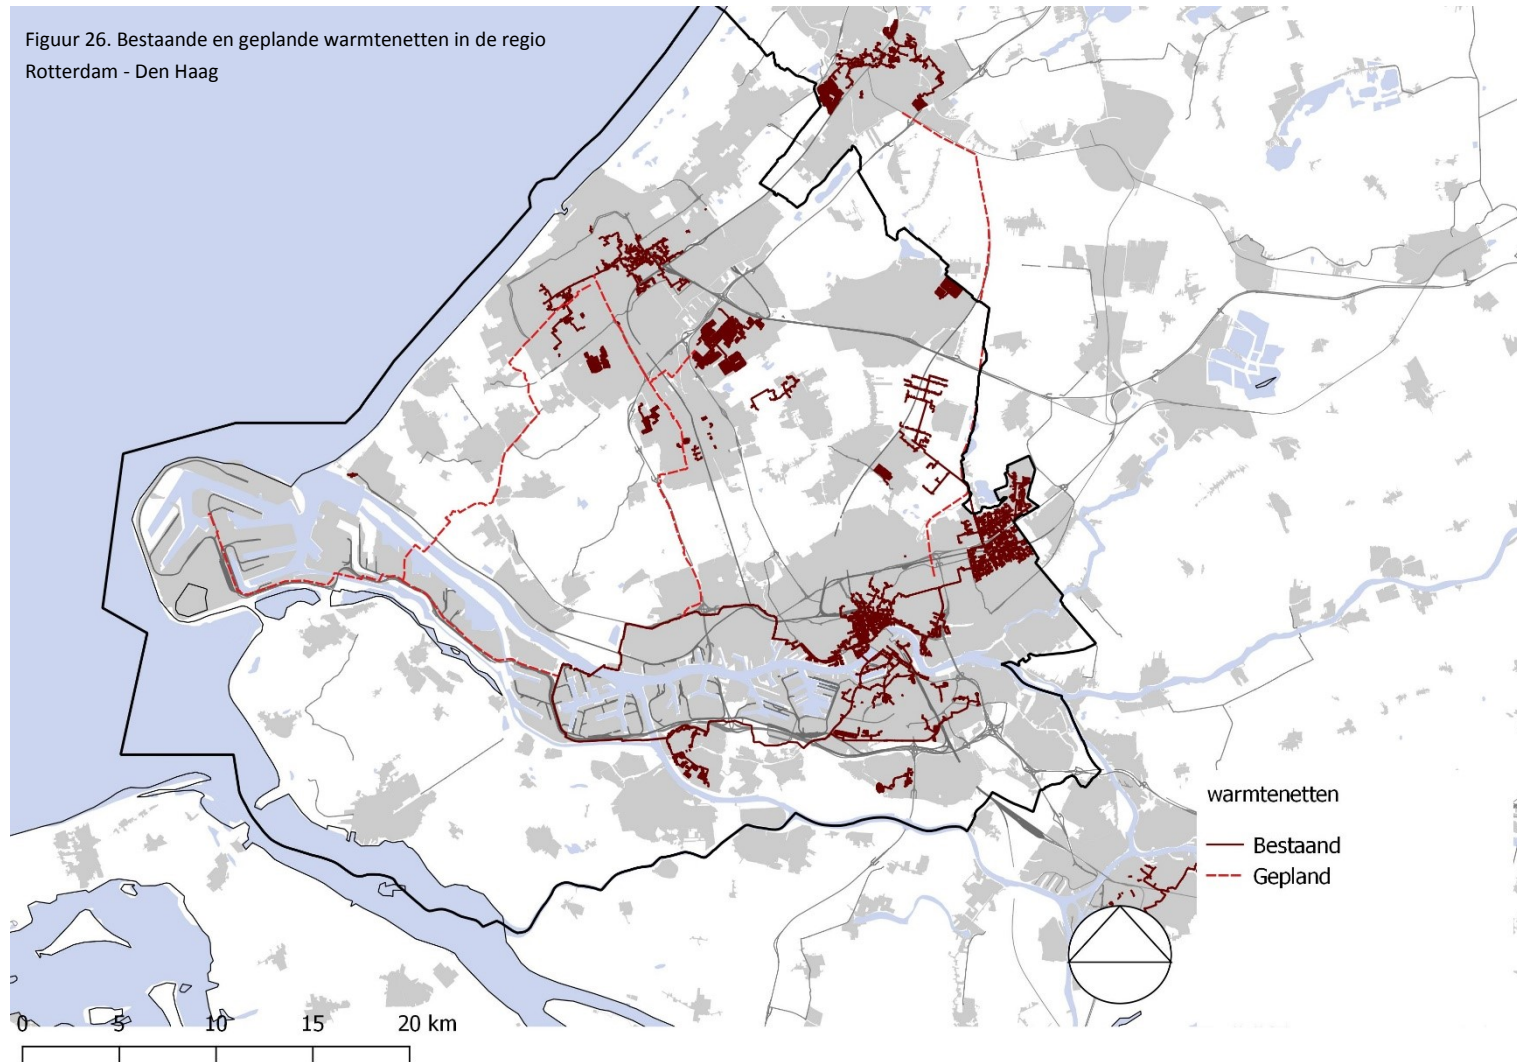 Figuur 26. Bestaande en geplande warmtenetten in de regio
Rotterdam - Den Haag
warmtenetten
Bestaand
Gepland
0 5 10 15 20 km